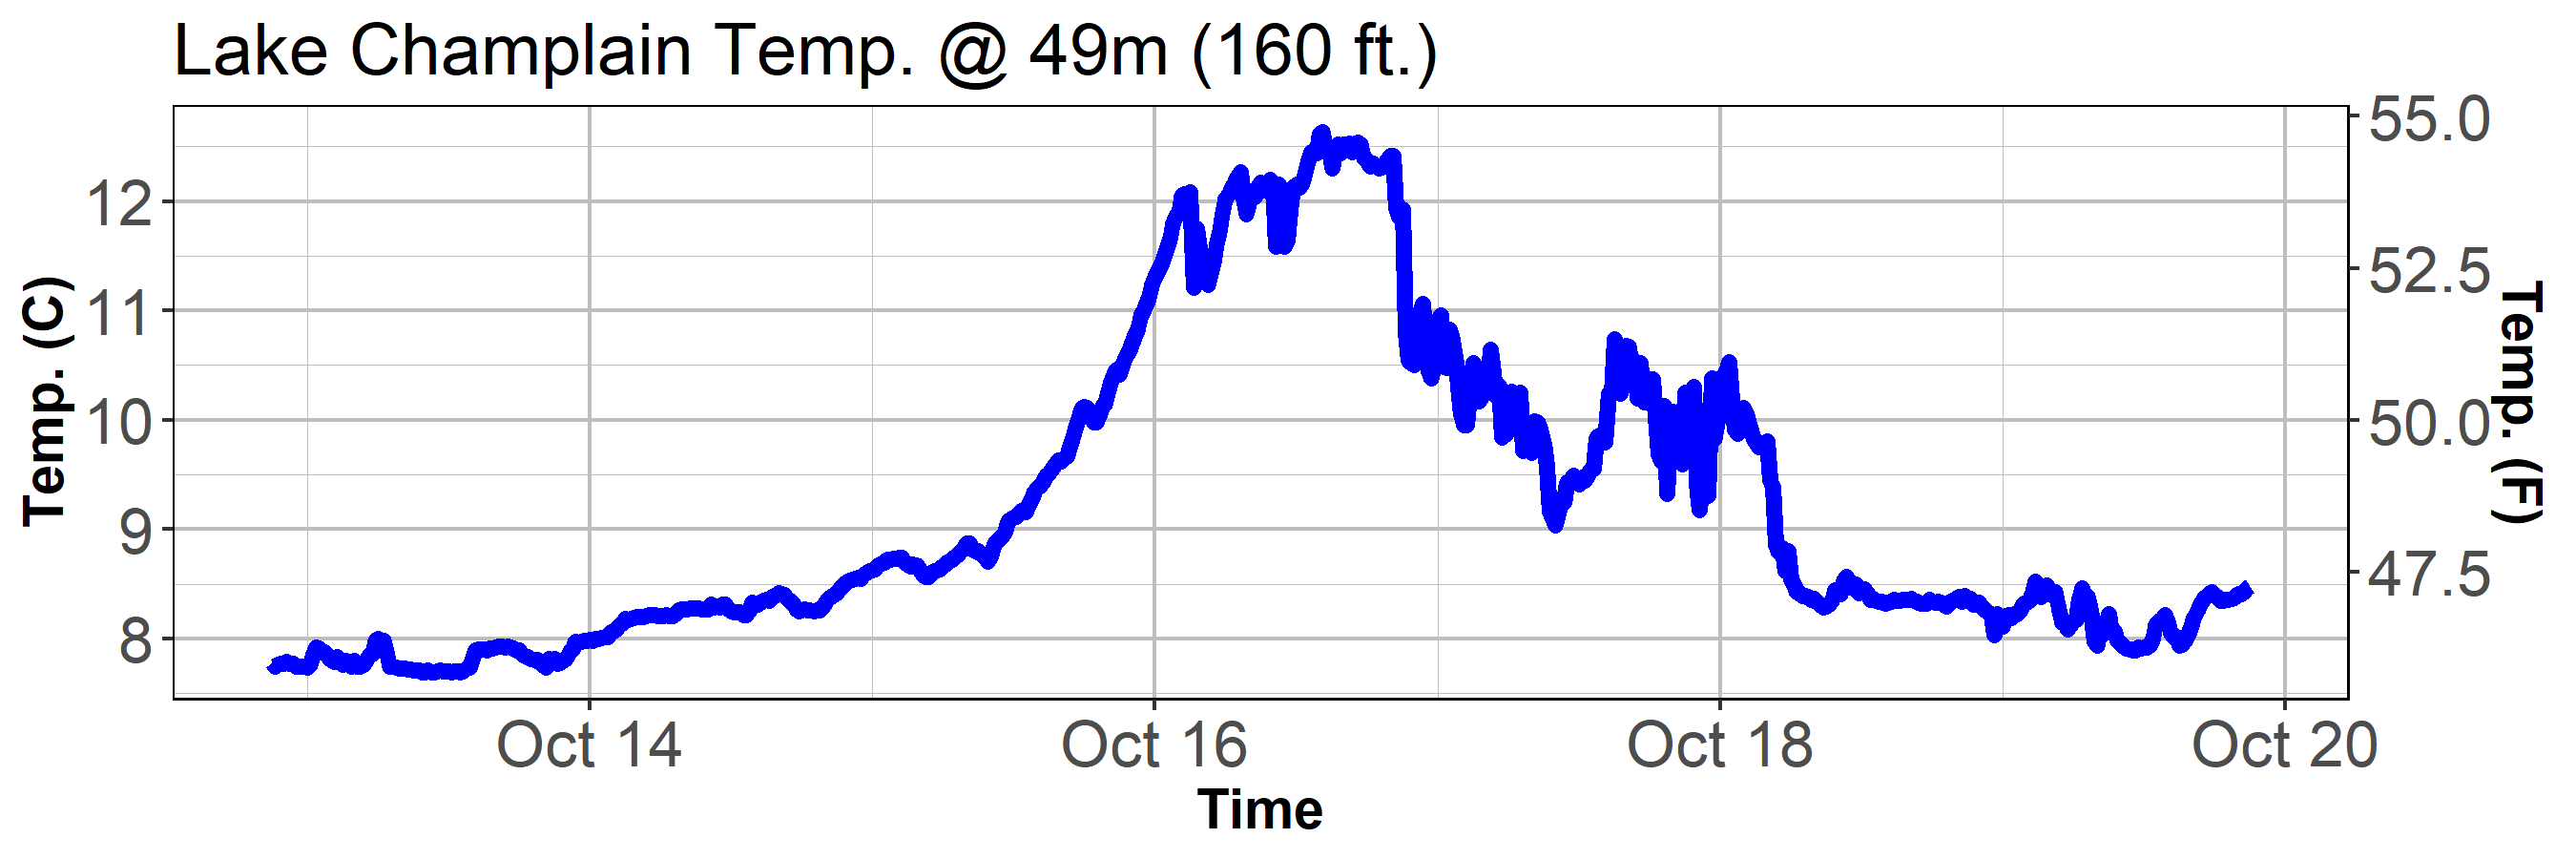 Lake Champlain Temp. @ 49m (160 ft.)
Temp. (C)
12
11
10
9
8
55.0
52.5
50.0
47.5
Temp. (F)
Oct 14
Oct 16
Oct 18
Oct 20
Time